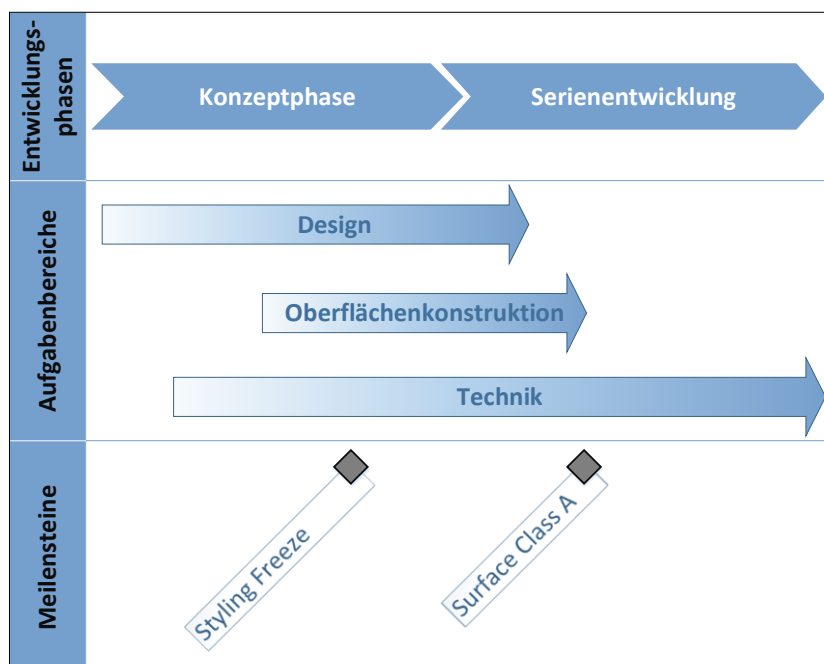 Entwicklungs-
phasen
Konzeptphase
Serienentwicklung
Aufgabenbereiche
Design
Oberflächenkonstruktion
Technik
Meilensteine
Styling Freeze
Surface Class A